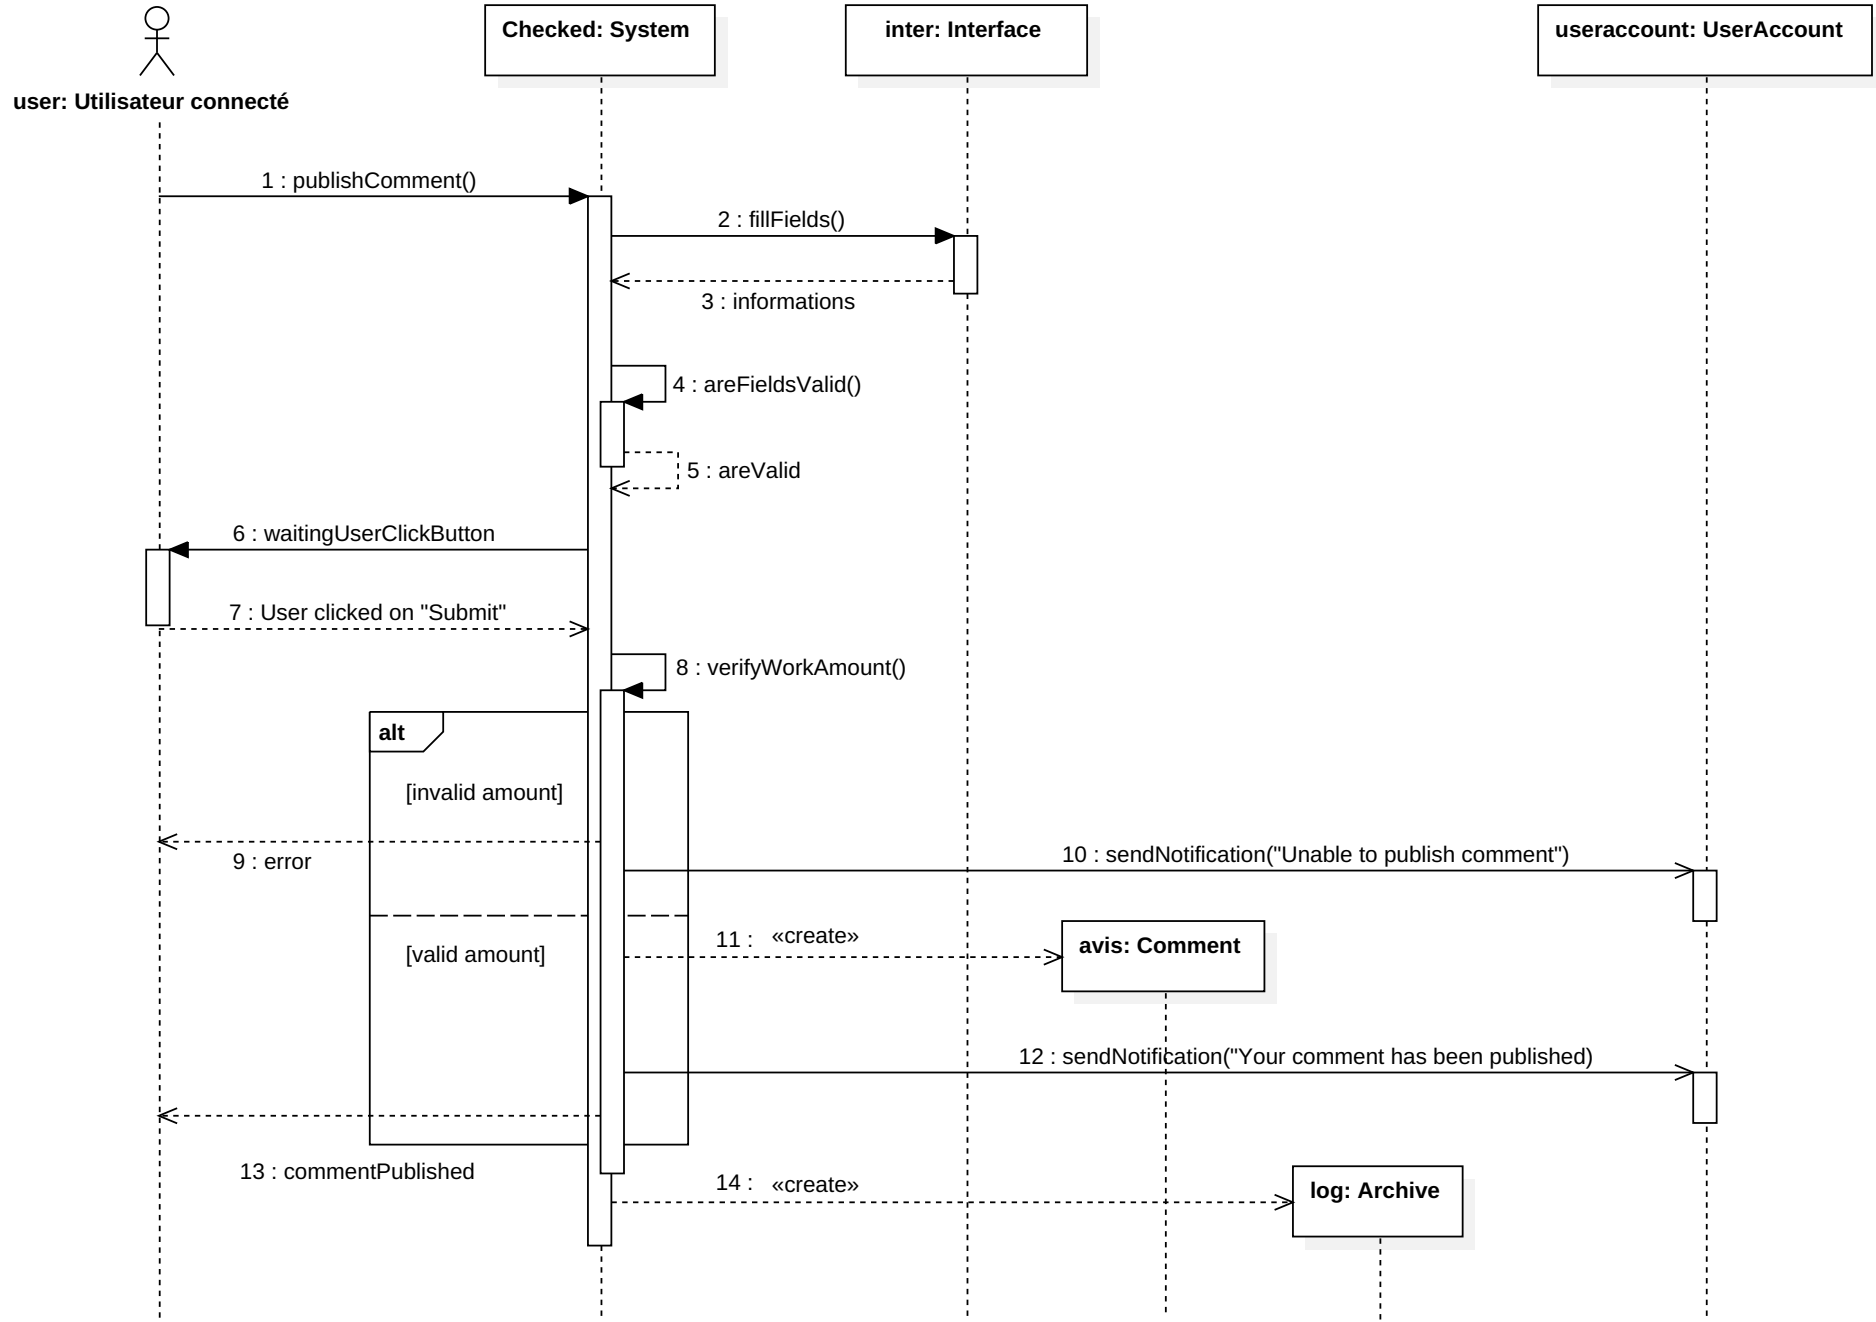 Checked: System
inter: Interface
useraccount: UserAccount
user: Utilisateur connecté
1 : publishComment()
2 : fillFields()
3 : informations
4 : areFieldsValid()
5 : areValid
6 : waitingUserClickButton
7 : User clicked on "Submit"
8 : verifyWorkAmount()
alt
[invalid amount]
9 : error
10 : sendNotification("Unable to publish comment")
11 : «create»
avis: Comment
[valid amount]
12 : sendNotification("Your comment has been published)
13 : commentPublished
14 : «create»
log: Archive